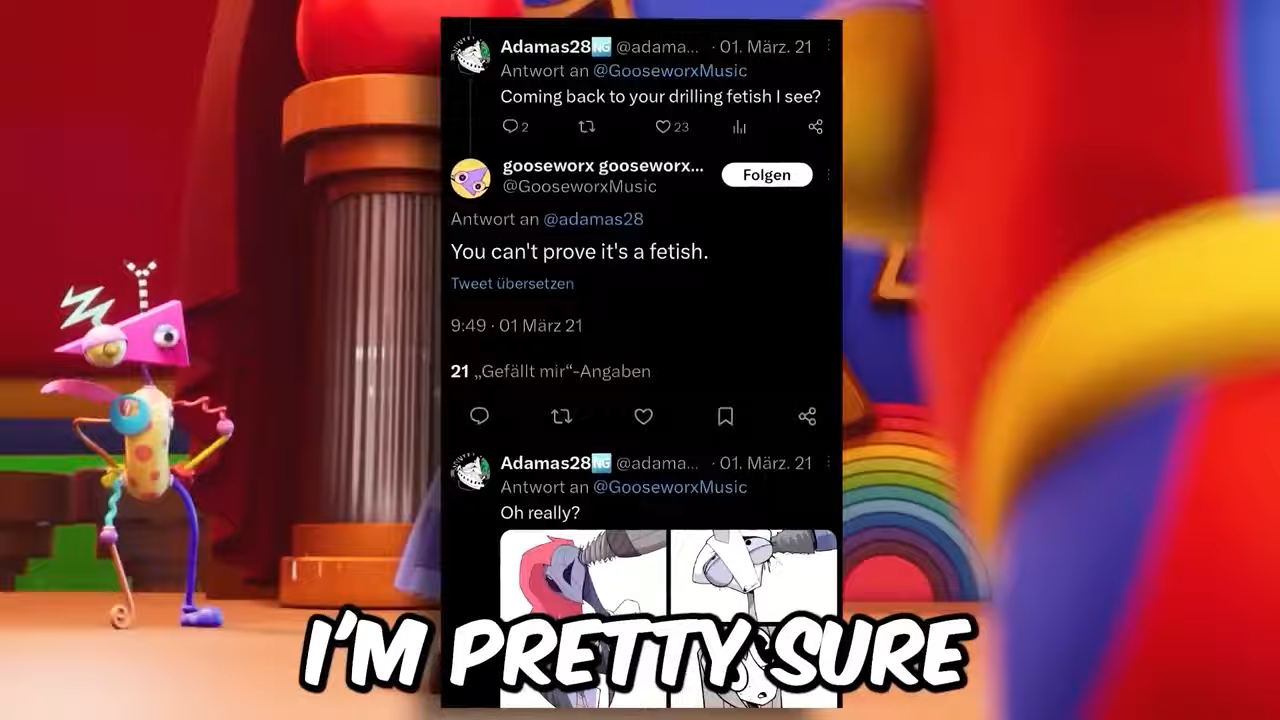 Adamas28NG @adama... · 01. März. 21
Antwort an @GooseworxMusic
Coming back to your drilling fetish I see?
2 23
gooseworx gooseworx...
Folgen
@GooseworxMusic
Antwort an @adamas28
You can't prove it's a fetish.
Tweet übersetzen
9:49 · 01 März 21
21 „Gefällt mir“-Angaben
Adamas28NG @adama... · 01. März. 21
Antwort an @GooseworxMusic
Oh really?
I'M PRETTY SURE